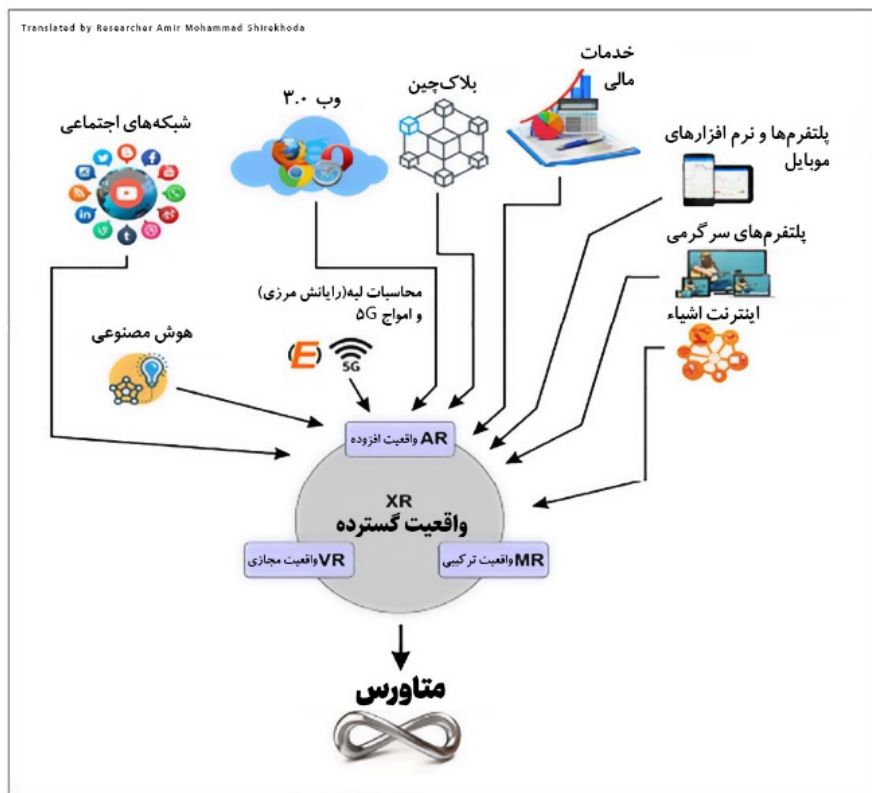 Translated by Researcher Amir Mohammad Shirekhoda
خدمات
مالی
بلاک‌چین
وب ۳.۰
شبکه‌های اجتماعی
پلتفرم‌ها و نرم افزارهای
موبایل
پلتفرم‌های سرگرمی
اینترنت اشیاء
محاسبات لبه(رایانش مرزی)
و امواج 5G
هوش مصنوعی
(E)
5G
AR واقعیت افزوده
XR
واقعیت گسترده
MR واقعیت ترکیبی
VR واقعیت مجازی
متاورس